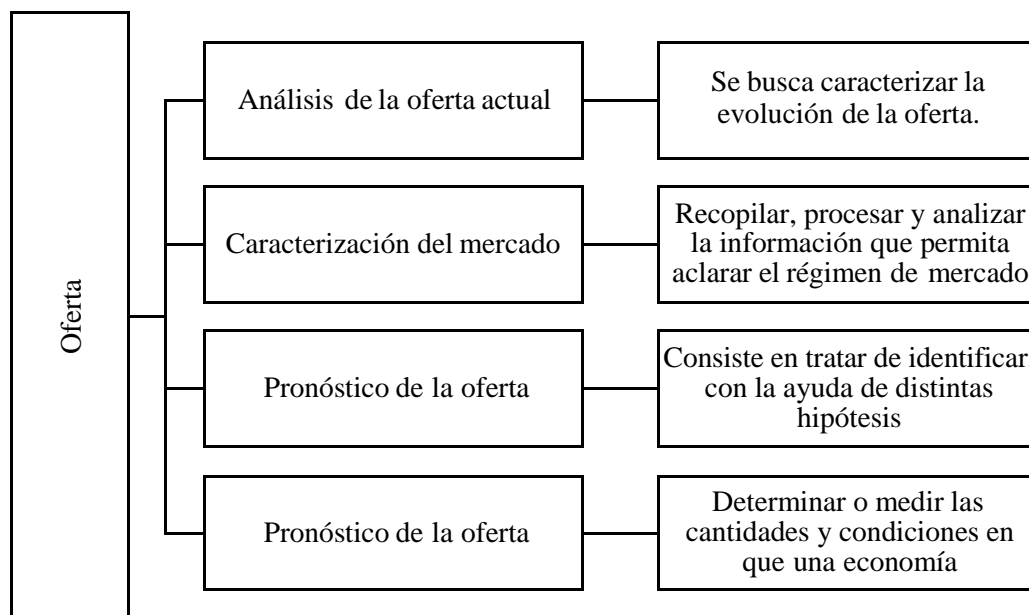 Oferta
Análisis de la oferta actual
Se busca caracterizar la
evolución de la oferta.
Caracterización del mercado
Recopilar, procesar y analizar
la información que permita
aclarar el régimen de mercado
Pronóstico de la oferta
Consiste en tratar de identificar,
con la ayuda de distintas
hipótesis
Pronóstico de la oferta
Determinar o medir las
cantidades y condiciones en
que una economía